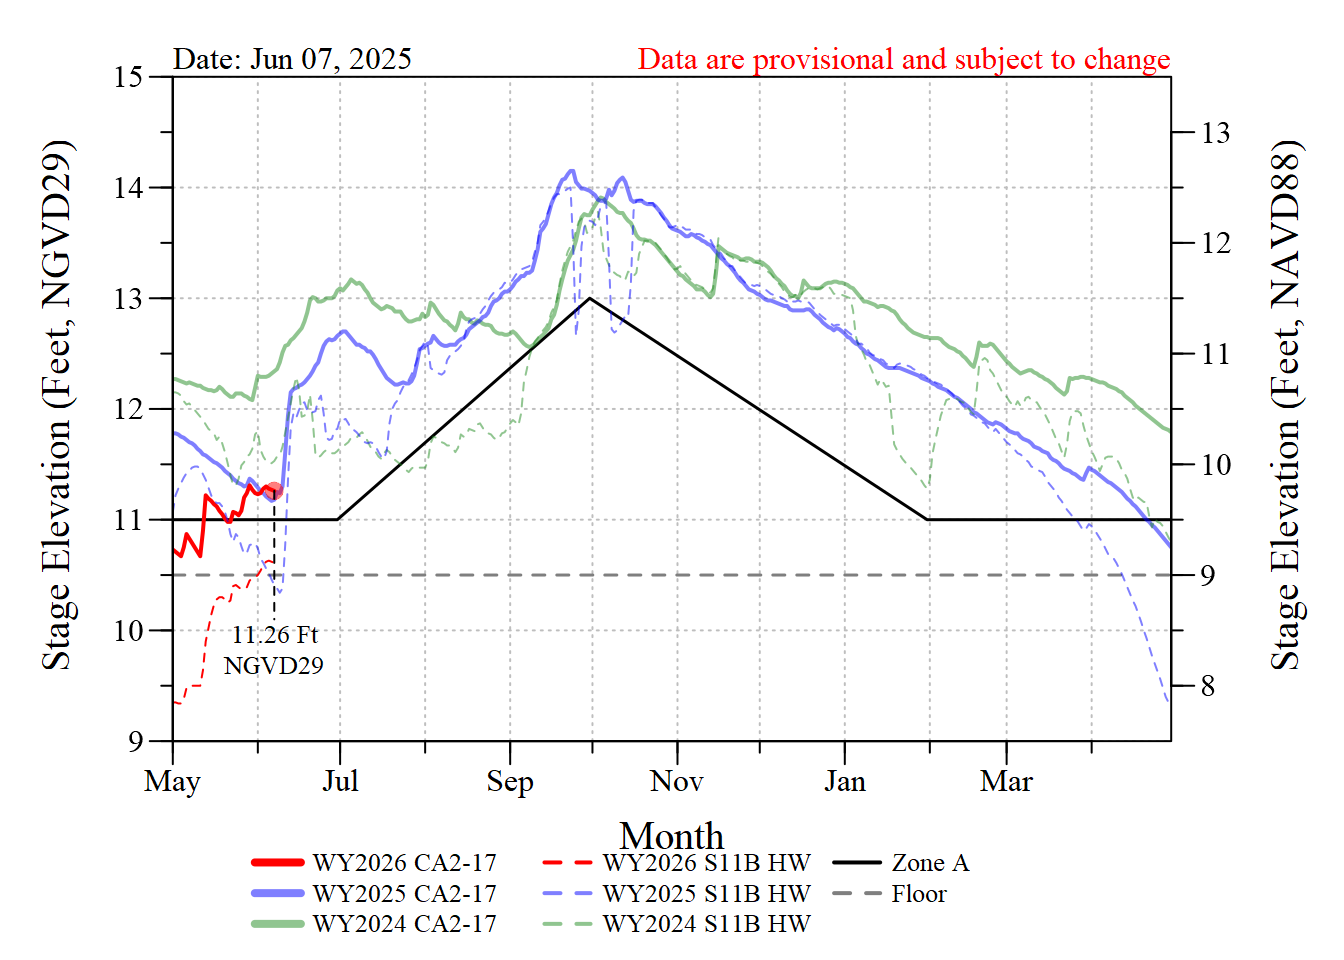 Date: Jun 07, 2025
Data are provisional and subject to change
Stage Elevation (Feet, NGVD29)
15
14
13
12
11
10
9
13
12
11
10
9
8
Stage Elevation (Feet, NAVD88)
11.26 Ft
NGVD29
May Jul Sep Nov Jan Mar
Month
WY2026 CA2-17 WY2026 S11B HW Zone A
WY2025 CA2-17 WY2025 S11B HW Floor
WY2024 CA2-17 WY2024 S11B HW